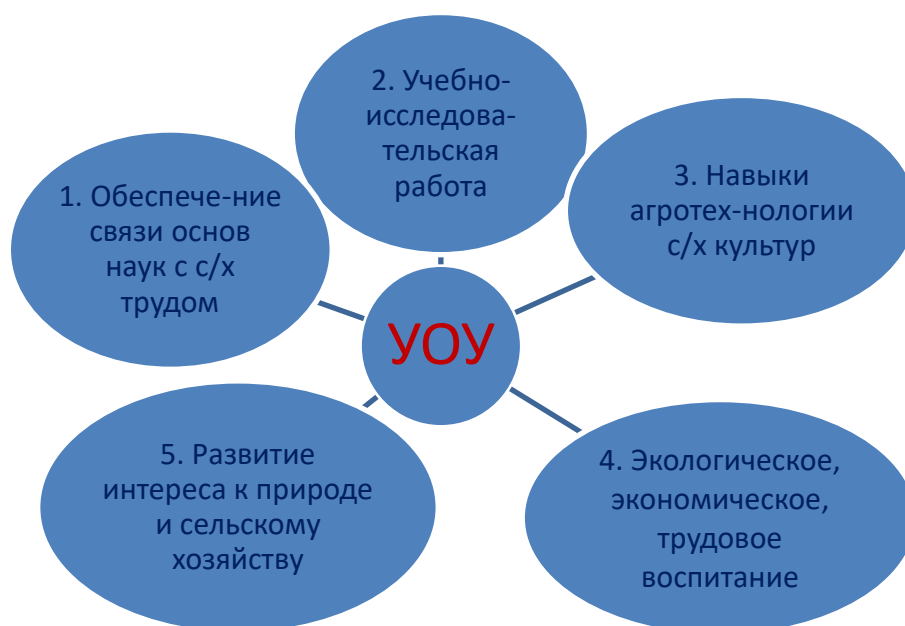 1. Обеспече-ние
связи основ
наук с с/х
трудом
2. Учебно-
исследова-
тельская
работа
3. Навыки
агротех-нологии
с/х культур
УОУ
4. Экологическое,
экономическое,
трудовое
воспитание
5. Развитие
интереса к природе
и сельскому
хозяйству